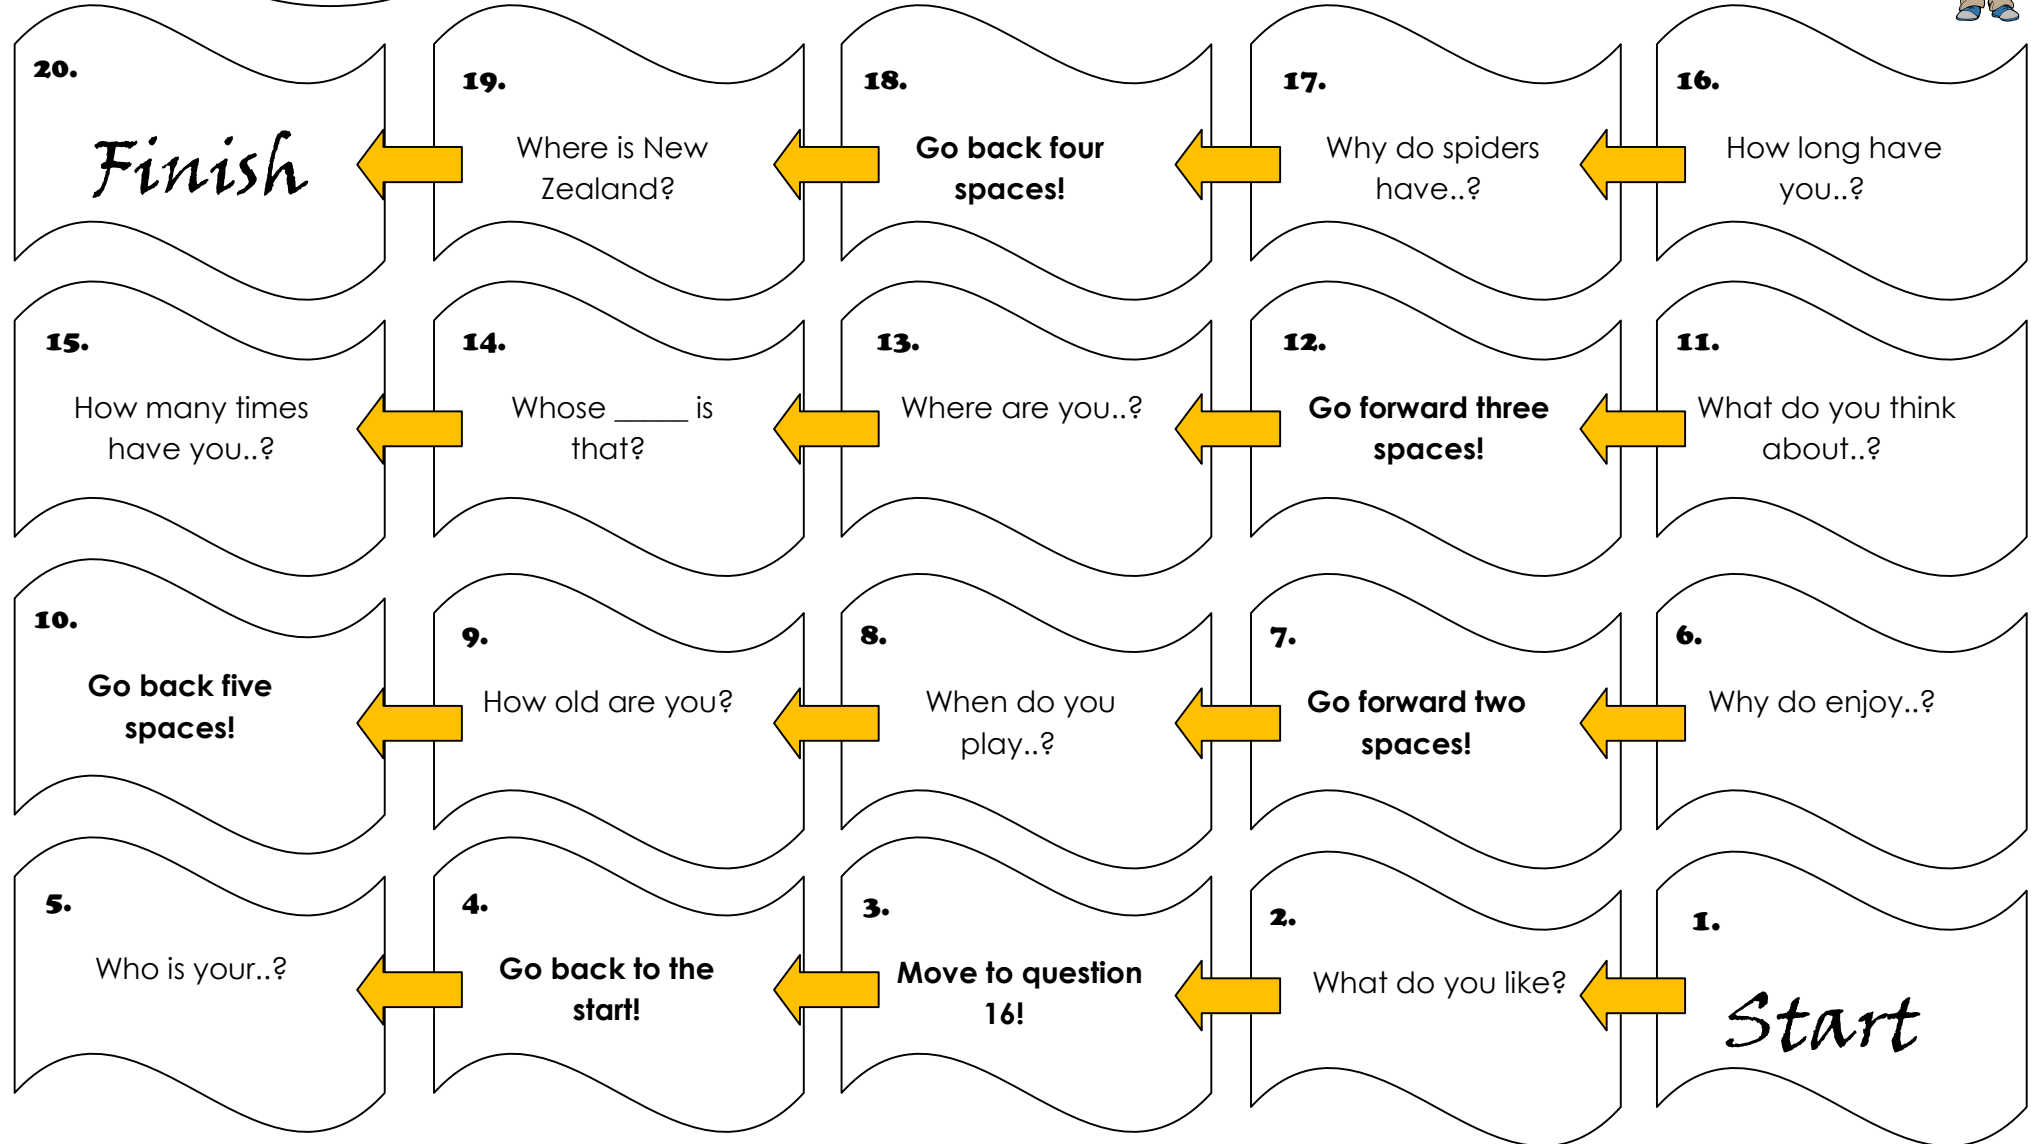 20.
Finish
19.
Where is New
Zealand?
18.
Go back four
spaces!
17.
Why do spiders
have..?
16.
How long have
you..?
15.
How many times
have you..?
14.
Whose _____ is
that?
13.
Where are you..?
12.
Go forward three
spaces!
11.
What do you think
about..?
10.
Go back five
spaces!
9.
How old are you?
8.
When do you
play..?
7.
Go forward two
spaces!
6.
Why do enjoy..?
5.
Who is your..?
4.
Go back to the
start!
3.
Move to question
16!
2.
What do you like?
1.
Start